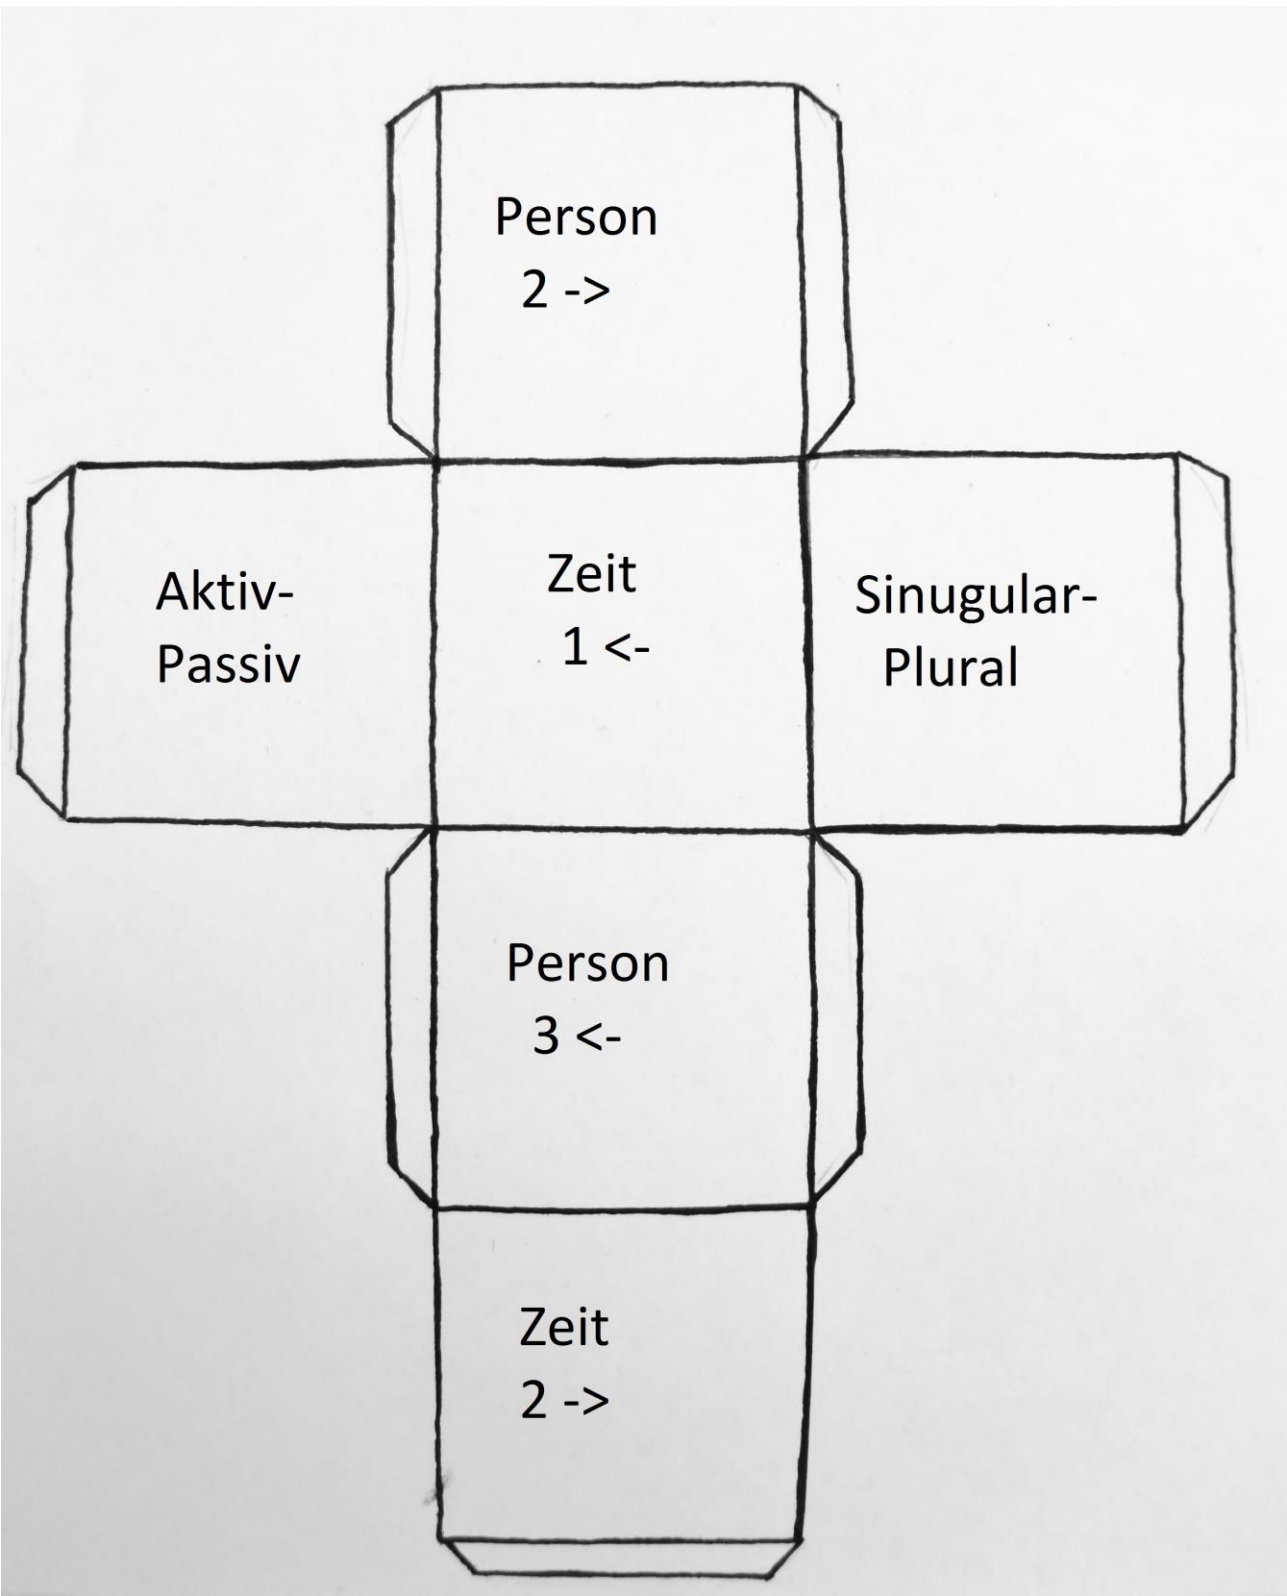 Person
2 ->
Aktiv-
Passiv
Zeit
1 <-
Sinugular-
Plural
Person
3 <-
Zeit
2 ->